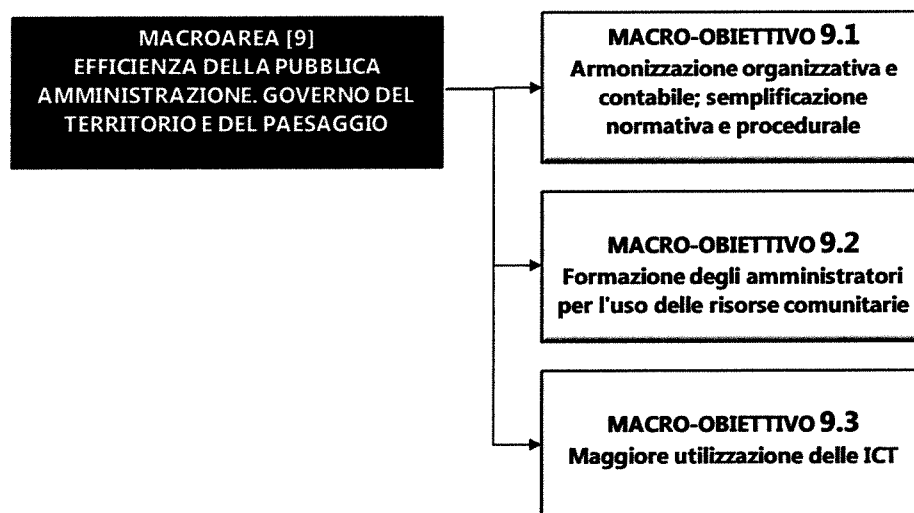 MACROAREA [9]
EFFICIENZA DELLA PUBBLICA
AMMINISTRAZIONE. GOVERNO DEL
TERRITORIO E DEL PAESAGGIO
MACRO-OBIETTIVO 9.1
Armonizzazione organizzativa e
contabile; semplificazione
normativa e procedurale
MACRO-OBIETTIVO 9.2
Formazione degli amministratori
per l'uso delle risorse comunitarie
MACRO-OBIETTIVO 9.3
Maggiore utilizzazione delle ICT